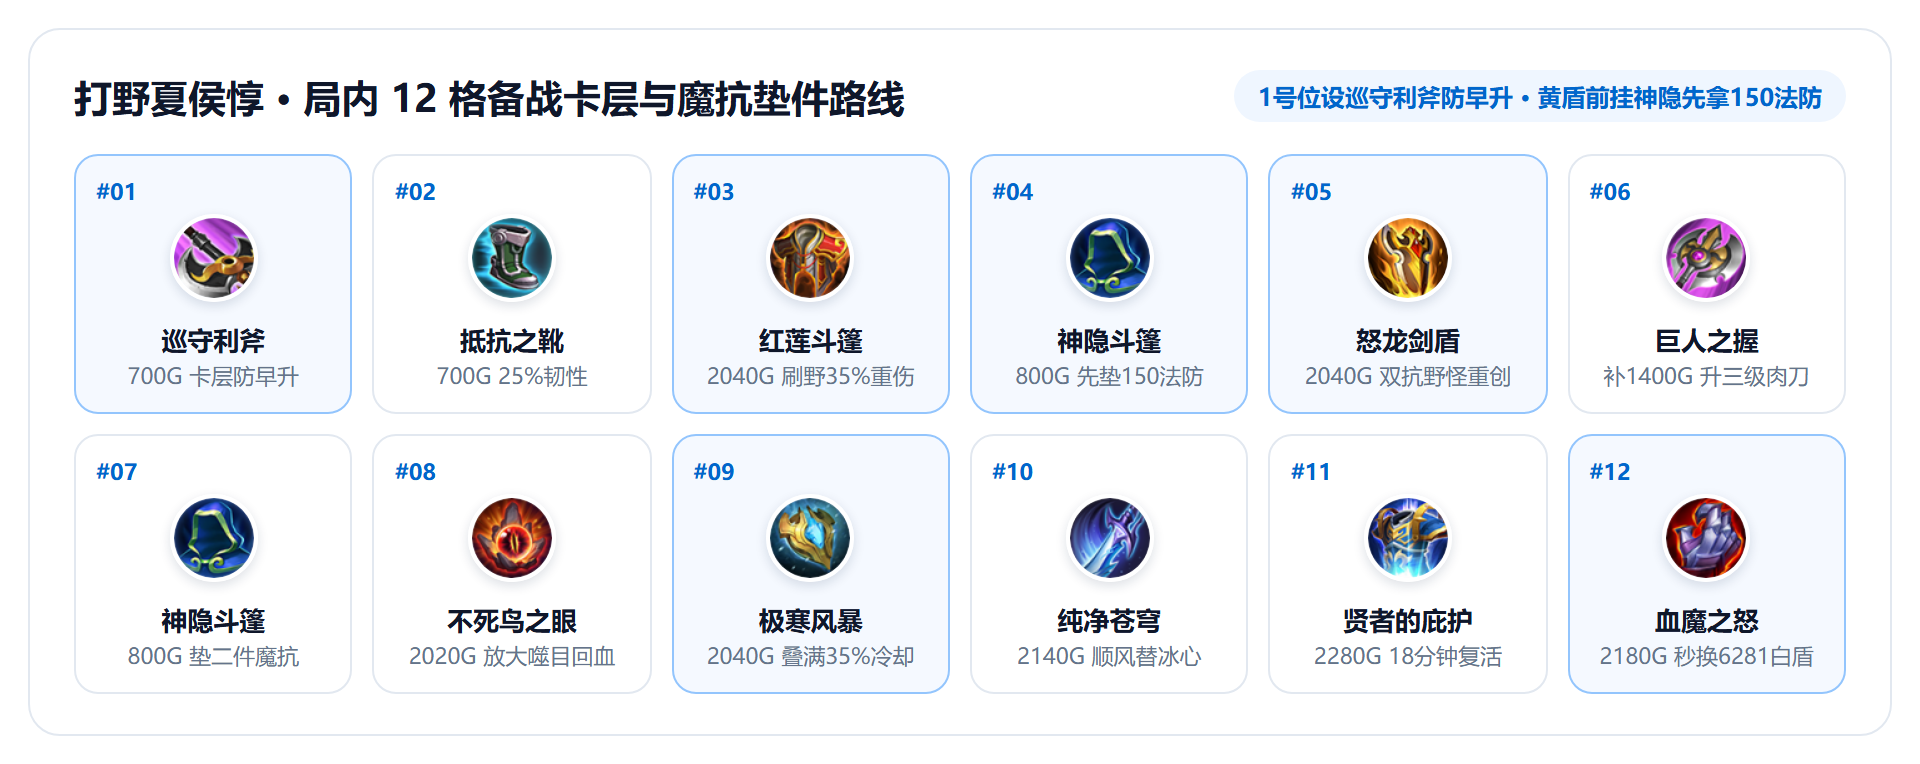 打野夏侯惇 • 局内 12 格备战卡层与魔抗垫件路线
1号位设巡守利斧防早升 • 黄盾前挂神隐先拿150法防
#01
巡守利斧
700G 卡层防早升
#02
抵抗之靴
700G 25%韧性
#03
红莲斗篷
2040G 刷野35%重伤
#04
神隐斗篷
800G 先垫150法防
#05
怒龙剑盾
2040G 双抗野怪重创
#06
巨人之握
补1400G 升三级肉刀
#07
神隐斗篷
800G 垫二件魔抗
#08
不死鸟之眼
2020G 放大噬目回血
#09
极寒风暴
2040G 叠满35%冷却
#10
纯净苍穹
2140G 顺风替冰心
#11
贤者的庇护
2280G 18分钟复活
#12
血魔之怒
2180G 秒换6281白盾